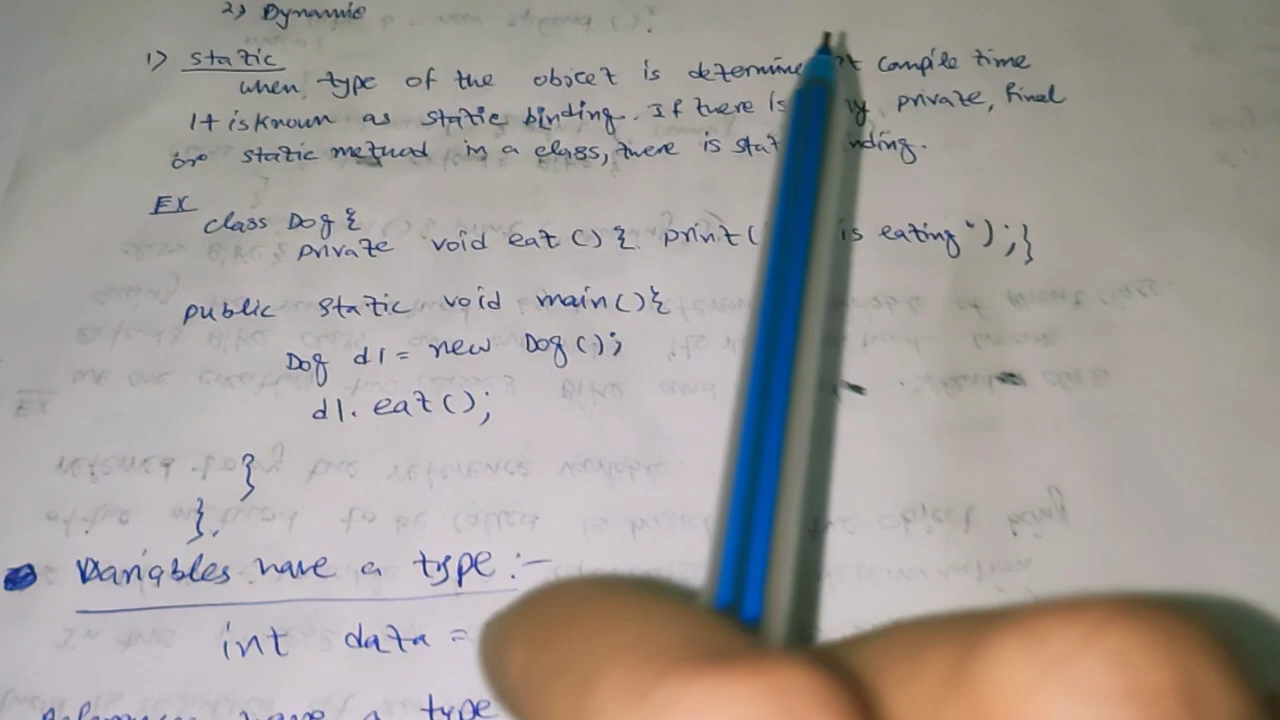 2) Dynamic
1) static
when type of the object is determine at compile time
It is known as static binding. If there is private, final
or static method in a class, there is
EX
class Dog {
private void eat () { print( is eating");}
public static void main(){
Dog d1 = new Dog();
d1. eat();
}
}.
Variables have a type :-
int data =
have a type